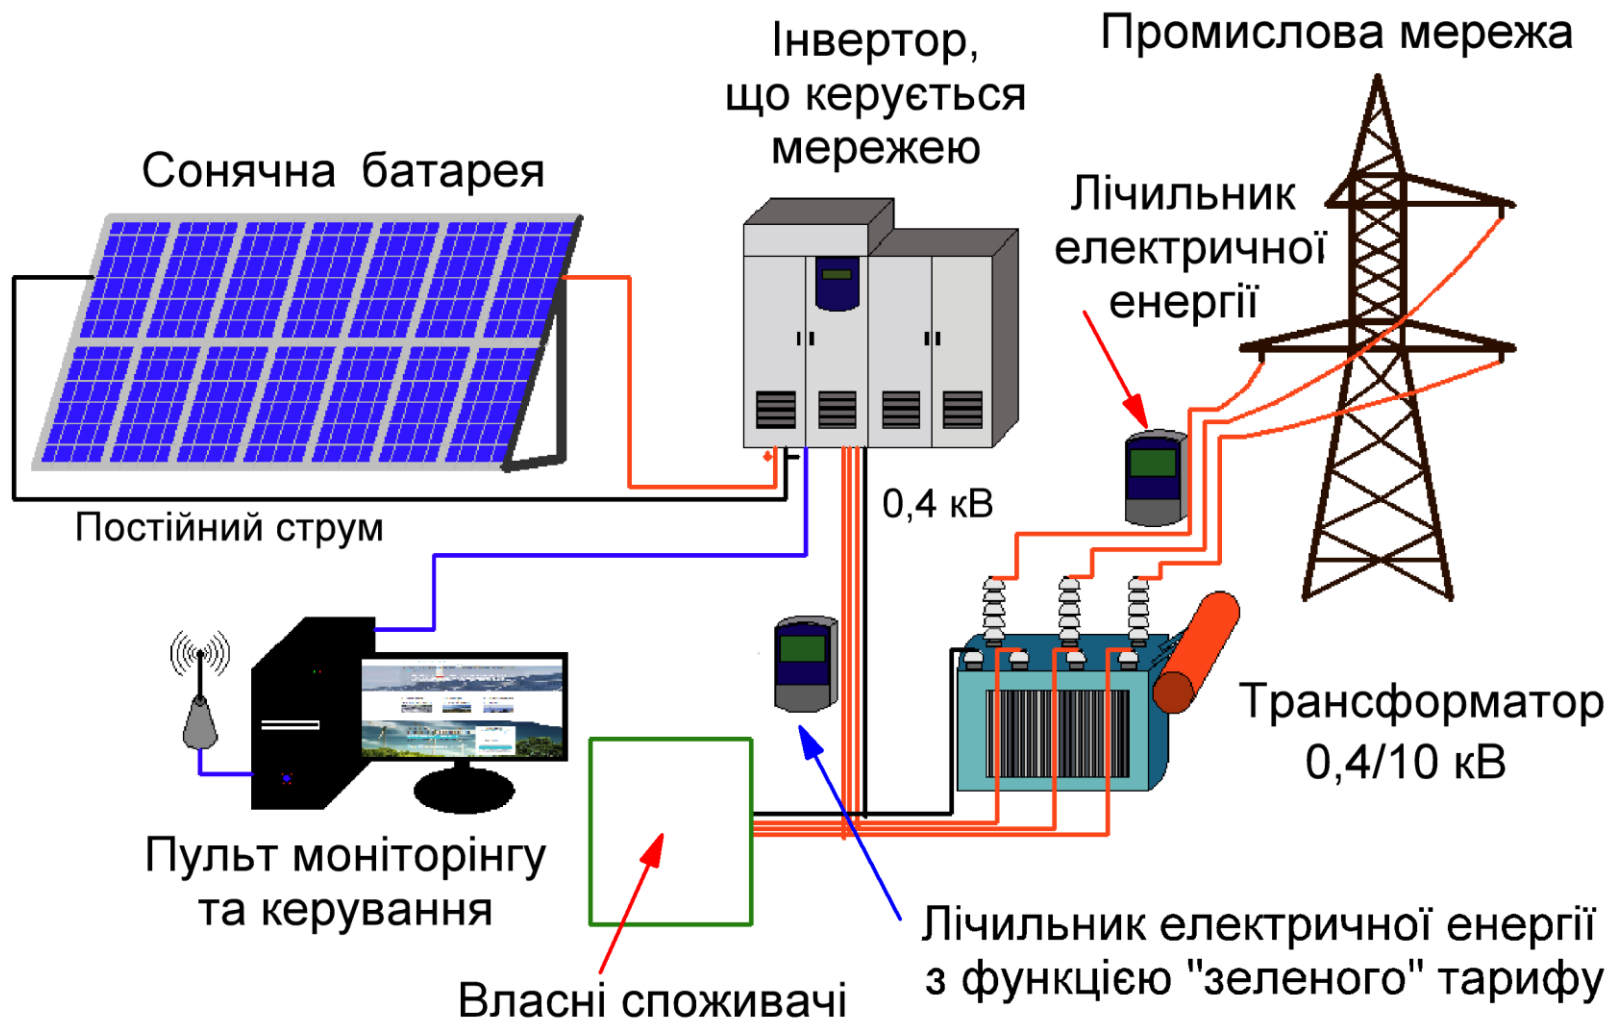 Інвертор,
що керується
мережею
Промислова мережа
Сонячна батарея
Лічильник
електричної
енергії
Постійний струм
0,4 кВ
Трансформатор
0,4/10 кВ
Пульт моніторінгу
та керування
Лічильник електричної енергії
з функцією "зеленого" тарифу
Власні споживачі